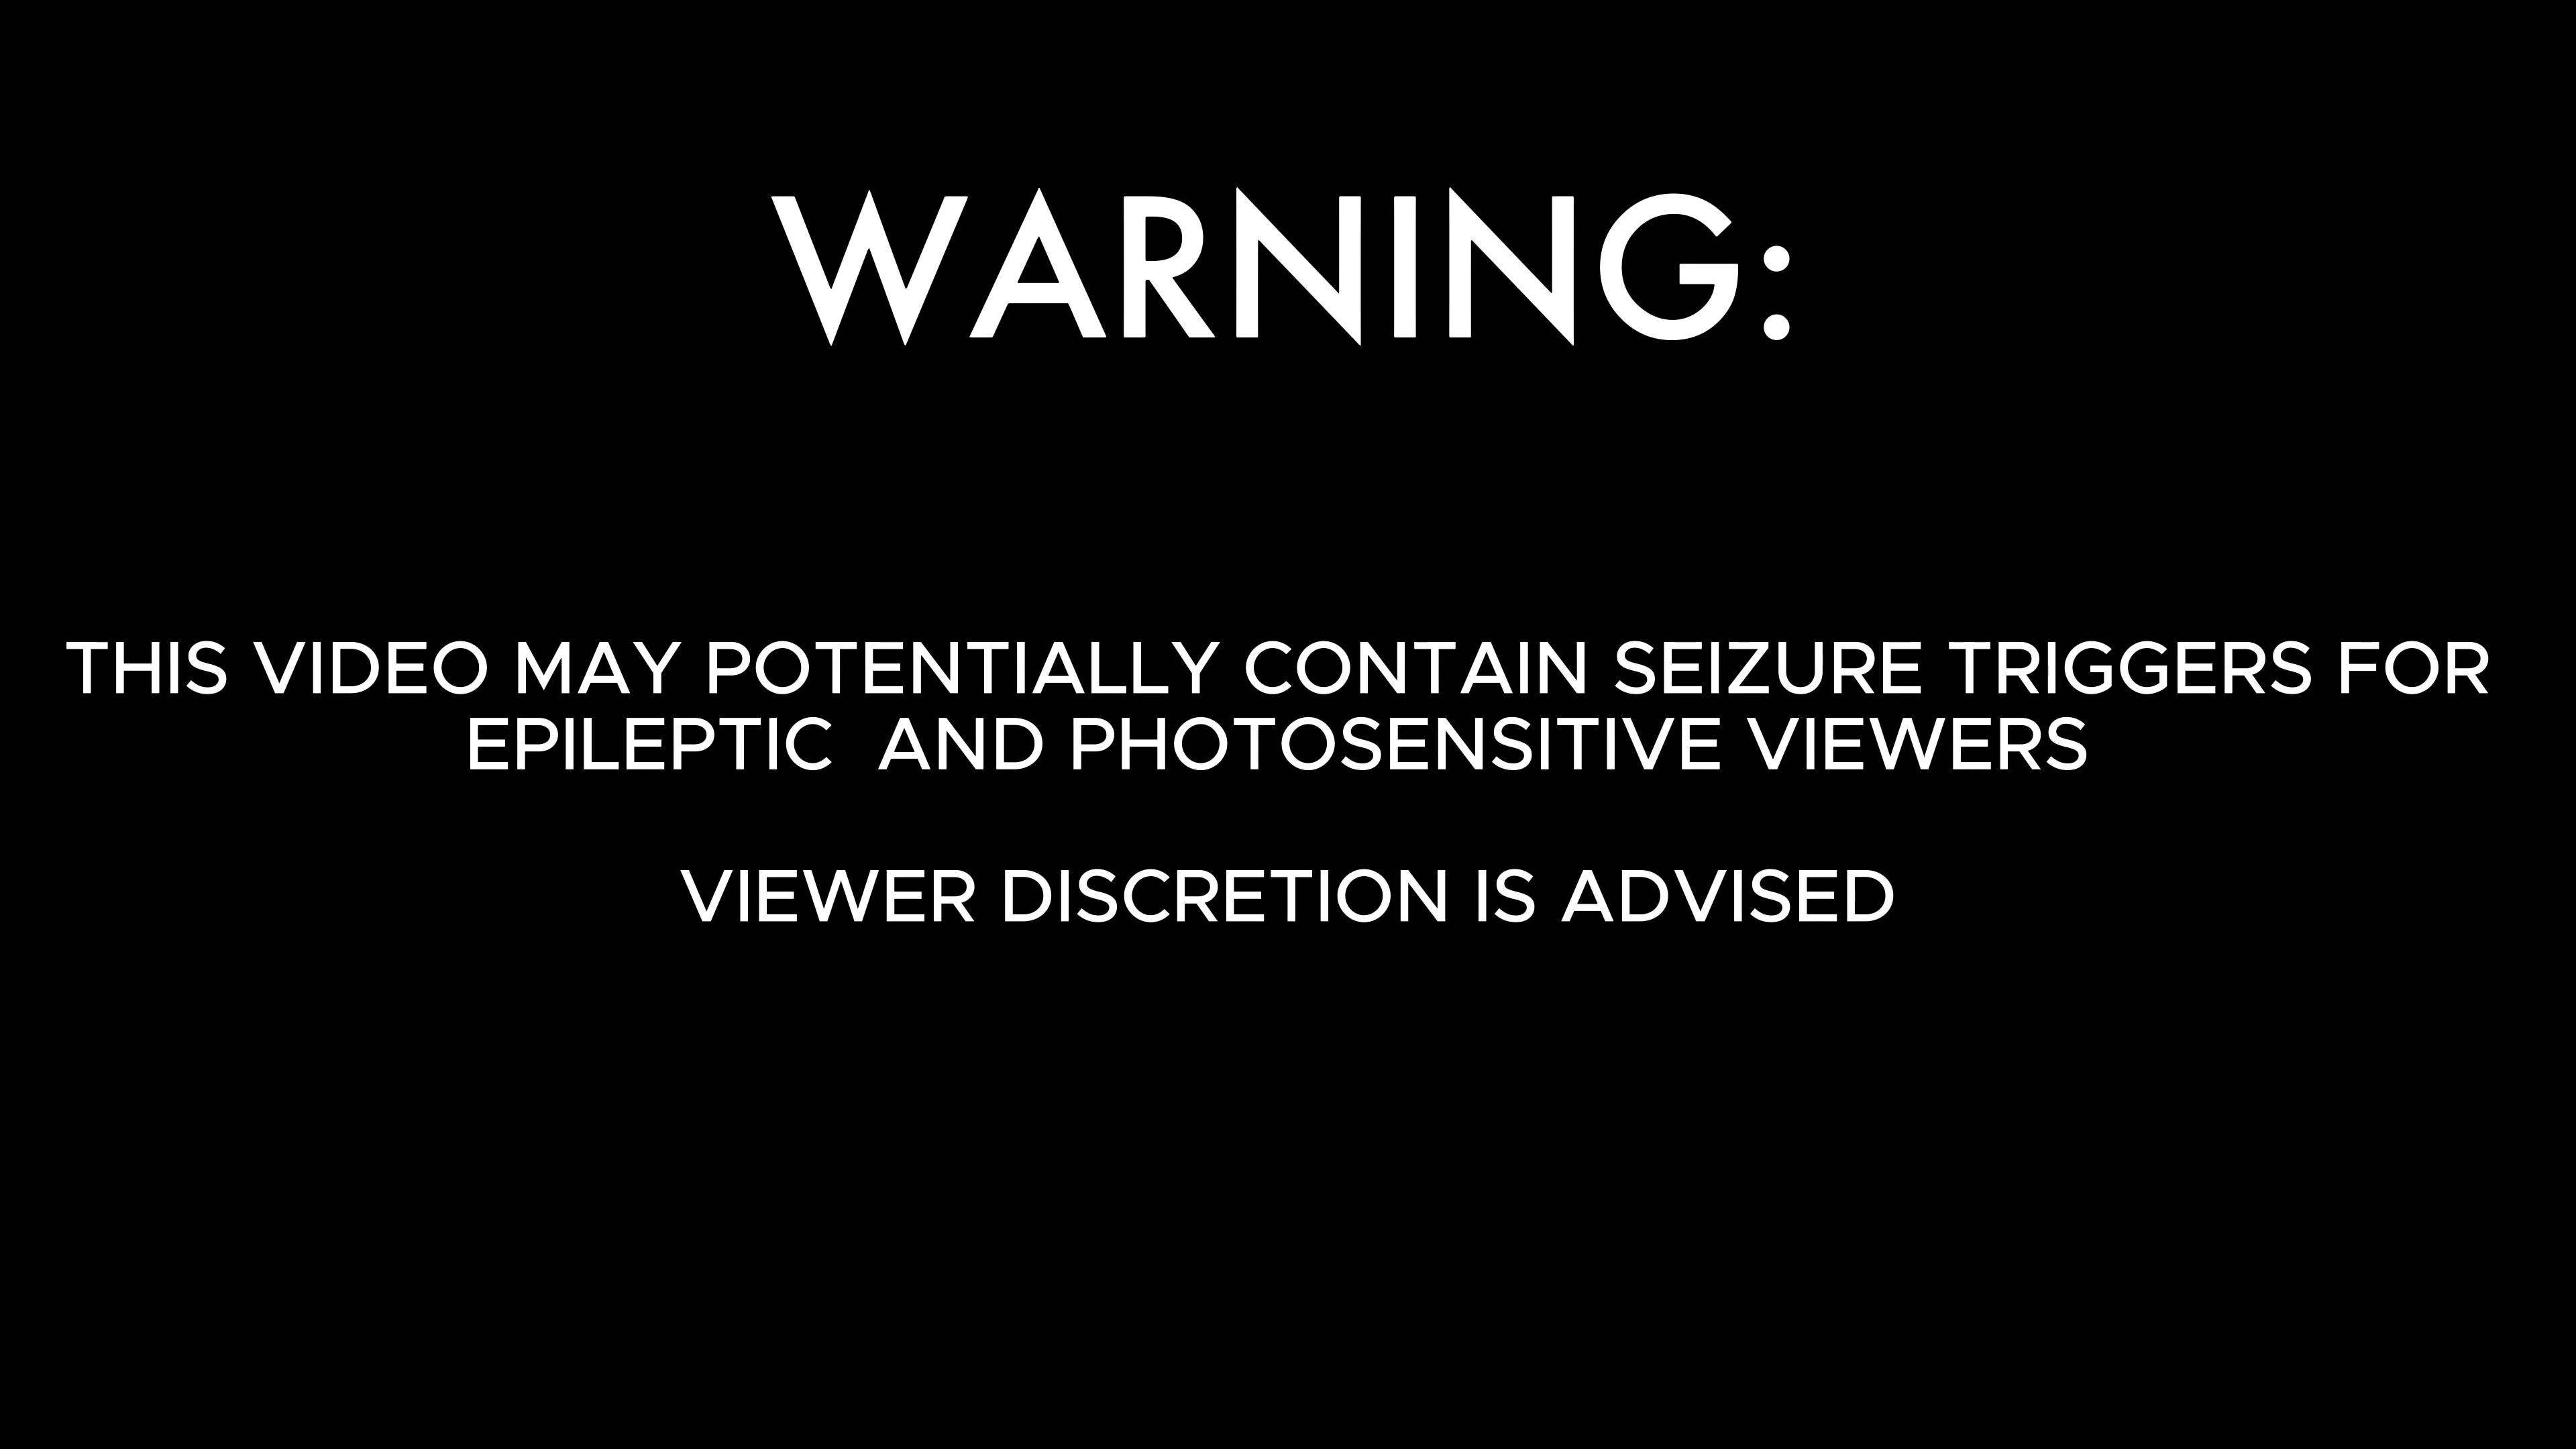 WARNING:
THIS VIDEO MAY POTENTIALLY CONTAIN SEIZURE TRIGGERS FOR
EPILEPTIC  AND PHOTOSENSITIVE VIEWERS
VIEWER DISCRETION IS ADVISED